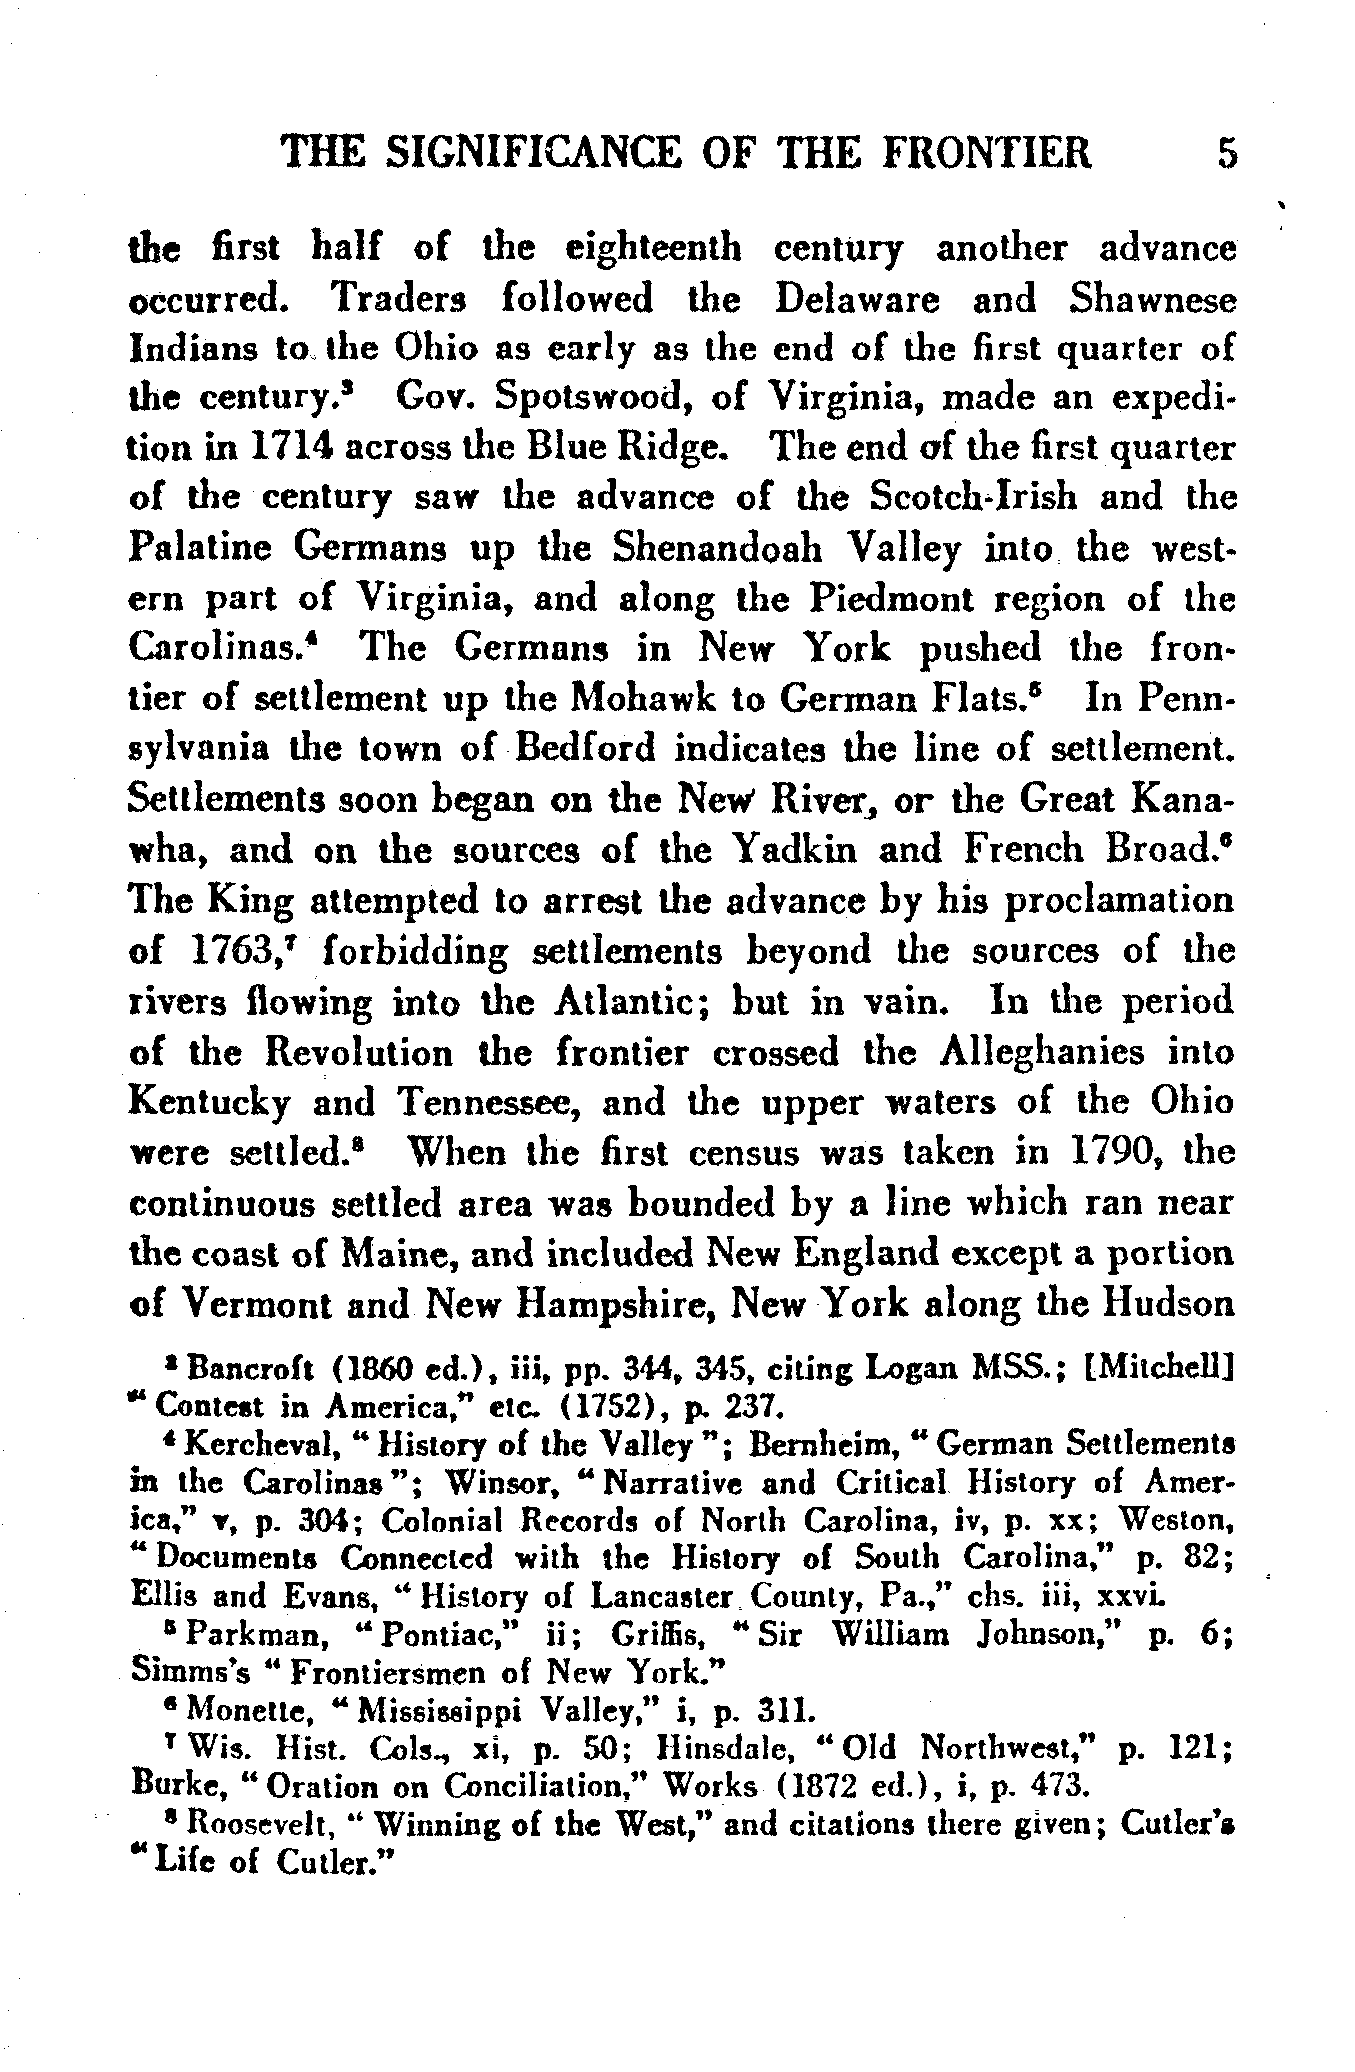 THE SIGNIFICANCE OF THE FRONTIER 5
the first half of the eighteenth century another advance
occurred. Traders followed the Delaware and Shawnese
Indians to the Ohio as early as the end of the first quarter of
the century.³ Gov. Spotswood, of Virginia, made an expedi-
tion in 1714 across the Blue Ridge. The end of the first quarter
of the century saw the advance of the Scotch-Irish and the
Palatine Germans up the Shenandoah Valley into the west-
ern part of Virginia, and along the Piedmont region of the
Carolinas.⁴ The Germans in New York pushed the fron-
tier of settlement up the Mohawk to German Flats.⁵ In Penn-
sylvania the town of Bedford indicates the line of settlement.
Settlements soon began on the New River, or the Great Kana-
wha, and on the sources of the Yadkin and French Broad.⁶
The King attempted to arrest the advance by his proclamation
of 1763,⁷ forbidding settlements beyond the sources of the
rivers flowing into the Atlantic; but in vain. In the period
of the Revolution the frontier crossed the Alleghanies into
Kentucky and Tennessee, and the upper waters of the Ohio
were settled.⁸ When the first census was taken in 1790, the
continuous settled area was bounded by a line which ran near
the coast of Maine, and included New England except a portion
of Vermont and New Hampshire, New York along the Hudson
³ Bancroft (1860 ed.), iii, pp. 344, 345, citing Logan MSS.; [Mitchell]
“ Contest in America,” etc. (1752), p. 237.
⁴ Kercheval, “ History of the Valley ”; Bernheim, “ German Settlements
in the Carolinas ”; Winsor, “ Narrative and Critical History of Amer-
ica,” v, p. 304; Colonial Records of North Carolina, iv, p. xx; Weston,
“ Documents Connected with the History of South Carolina,” p. 82;
Ellis and Evans, “ History of Lancaster County, Pa.,” chs. iii, xxvi.
⁵ Parkman, “ Pontiac,” ii; Griffis, “ Sir William Johnson,” p. 6;
Simms's “ Frontiersmen of New York.”
⁶ Monette, “ Mississippi Valley,” i, p. 311.
⁷ Wis. Hist. Cols., xi, p. 50; Hinsdale, “ Old Northwest,” p. 121;
Burke, “ Oration on Conciliation,” Works (1872 ed.), i, p. 473.
⁸ Roosevelt, “ Winning of the West,” and citations there given; Cutler's
“ Life of Cutler.”